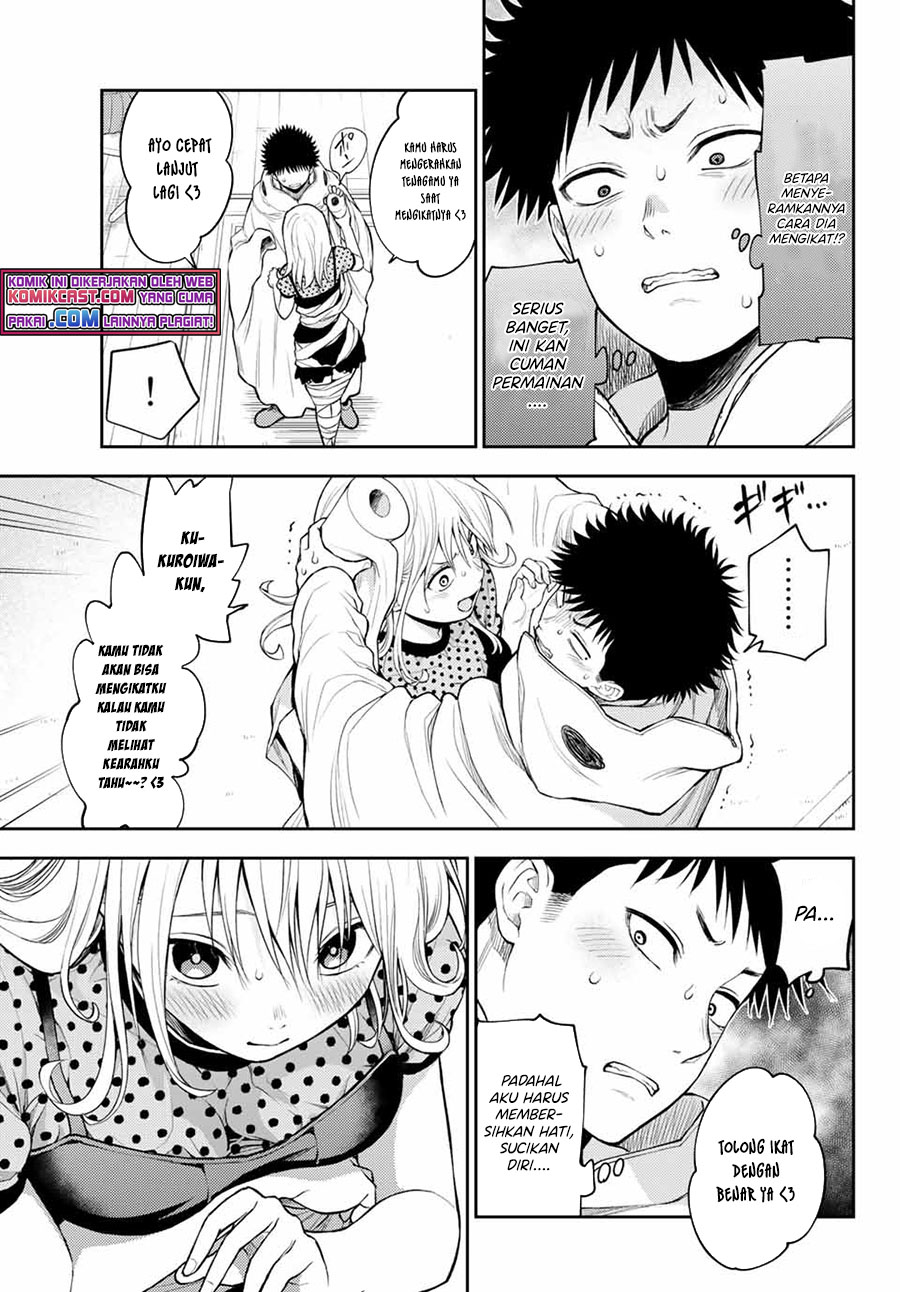 BETAPA
MENYE-
RAMKANNYA
CARA DIA
MENGIKAT!?
SERIUS
BANGET,
INI KAN
CUMAN
PERMAINAN
....
KAMU HARUS
MENGERAHKAN
TENAGAMU YA
SAAT
MENGIKATNYA <3
AYO CEPAT
LANJUT
LAGI <3
KOMIK INI DIKERJAKAN OLEH WEB
KOMIKCAST.COM YANG CUMA
PAKAI .COM LAINNYA PLAGIAT!
!
ギギ...
........
KU-
KUROIWA-
KUN,
KAMU TIDAK
AKAN BISA
MENGIKATKU
KALAU KAMU
TIDAK
MELIHAT
KEARAHKU
TAHU~~? <3
PA...
TOLONG IKAT
DENGAN
BENAR YA <3
PADAHAL
AKU HARUS
MEMBER-
SIHKAN HATI,
SUCIKAN
DIRI....